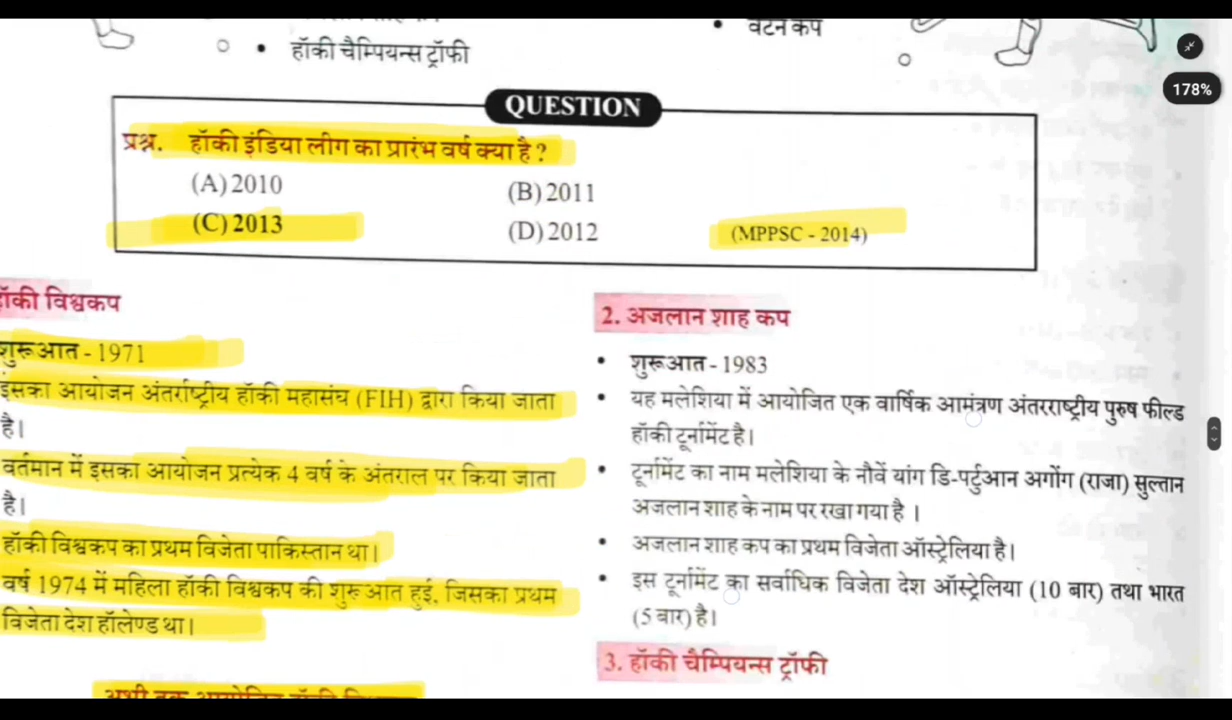 वटन कप
हॉकी चैम्पियन्स ट्रॉफी
178%
QUESTION
प्रश्न. हॉकी इंडिया लीग का प्रारंभ वर्ष क्या है ?
(A) 2010
(B) 2011
(C) 2013
(D) 2012
(MPPSC - 2014)
हॉकी विश्वकप
शुरूआत - 1971
इसका आयोजन अंतर्राष्ट्रीय हॉकी महासंघ (FIH) द्वारा किया जाता
है।
वर्तमान में इसका आयोजन प्रत्येक 4 वर्ष के अंतराल पर किया जाता
है।
हॉकी विश्वकप का प्रथम विजेता पाकिस्तान था।
वर्ष 1974 में महिला हॉकी विश्वकप की शुरूआत हुई, जिसका प्रथम
विजेता देश हॉलेण्ड था।
2. अजलान शाह कप
• शुरूआत - 1983
• यह मलेशिया में आयोजित एक वार्षिक आमंत्रण अंतरराष्ट्रीय पुरुष फील्ड
हॉकी टूर्नामेंट है।
• टूर्नामेंट का नाम मलेशिया के नौवें यांग डि-पर्टुआन अगोंग (राजा) सुल्तान
अजलान शाह के नाम पर रखा गया है ।
• अजलान शाह कप का प्रथम विजेता ऑस्ट्रेलिया है।
• इस टूर्नामेंट का सर्वाधिक विजेता देश ऑस्ट्रेलिया (10 बार) तथा भारत
(5 बार) है।
3. हॉकी चैम्पियन्स ट्रॉफी